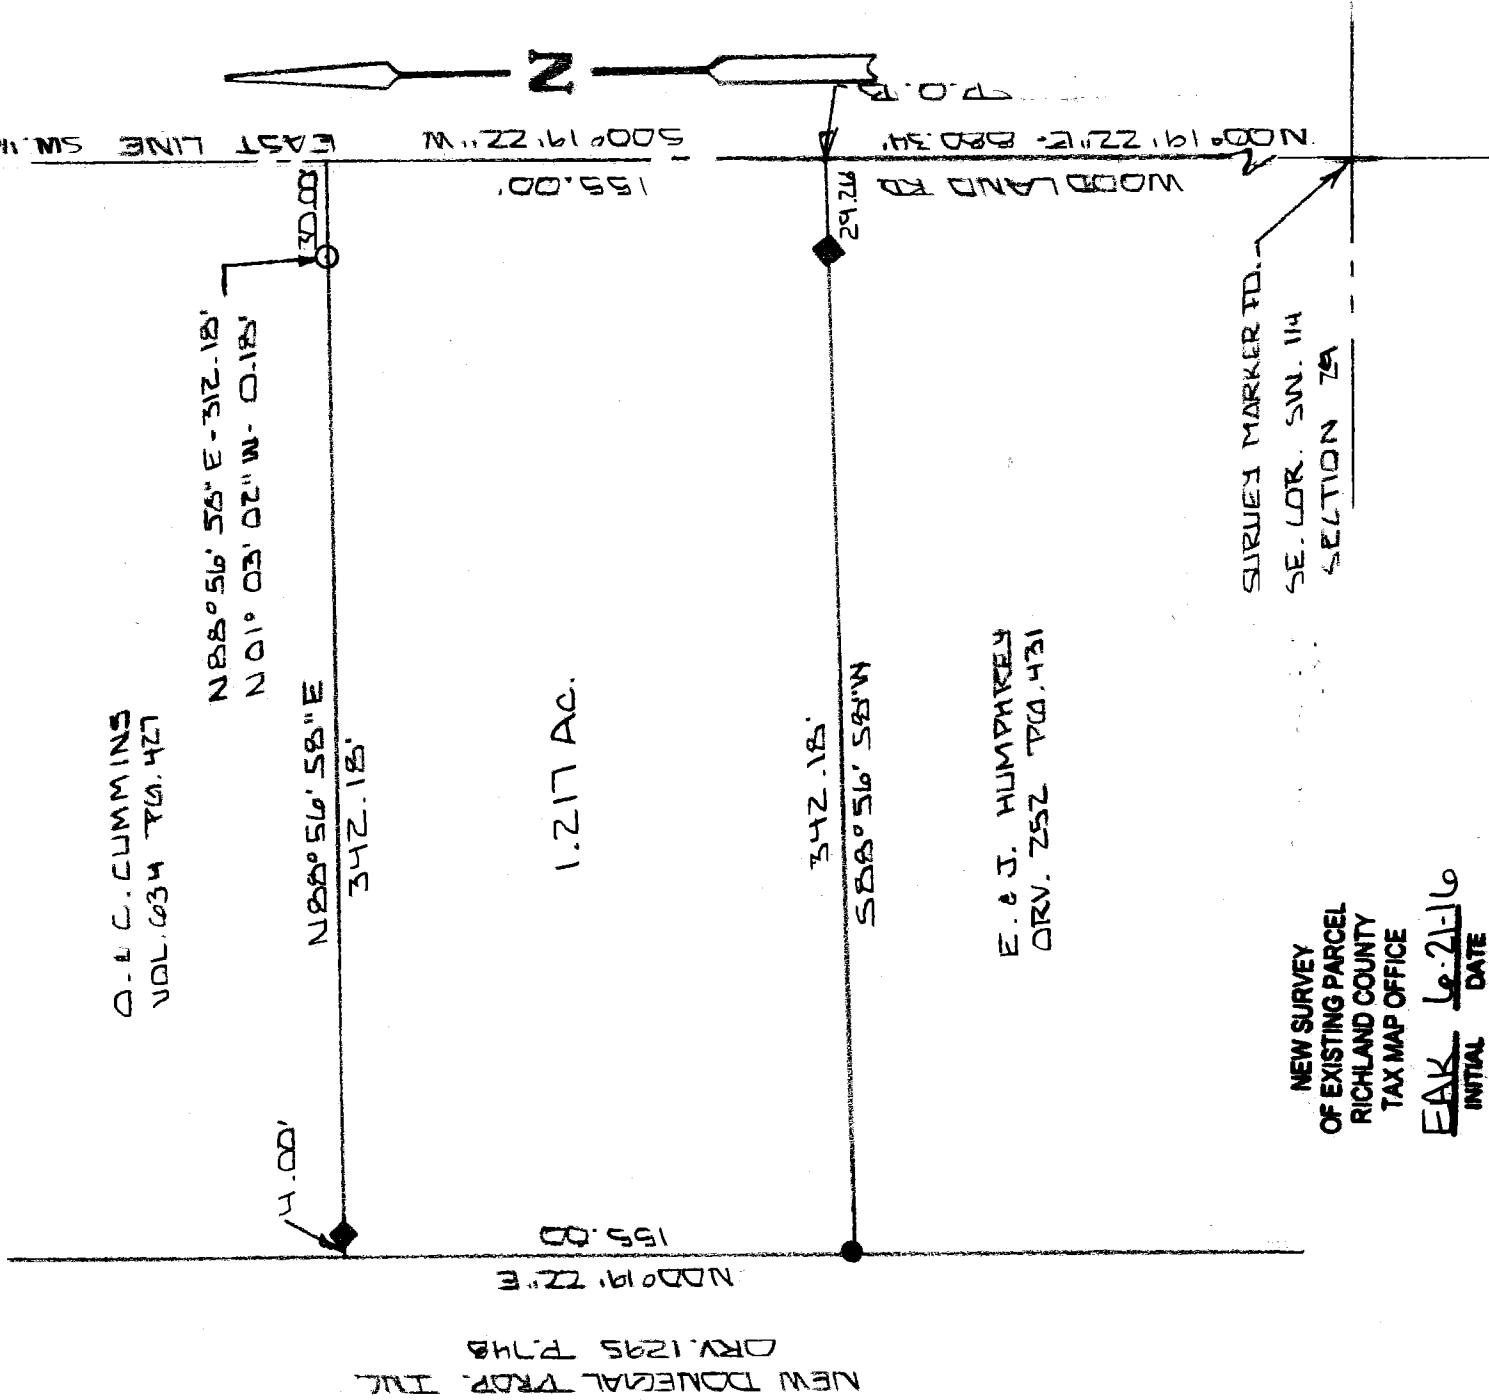 N
P.O.B.
N00°19'22"E- 880.34'
S00°19'22"W
EAST LINE SW. 1/4
WOODLAND RD
155.00'
30.00
29.26
N88°56'58"E-312.18'
N01°03'02"W- 0.18'
SURVEY MARKER FD.
SE. COR. SW. 1/4
SECTION 29
O. & C. CUMMINS
VOL. 634 PG. 427
N88°56'58"E
342.18'
1.217 AC.
342.18'
S88°56'58"W
E. & J. HUMPHREY
ORV. 252 PG. 431
4.00'
155.00
N00°19'22"E
NEW DONEGAL PROP. INC
ORV. 1295 P.748
NEW SURVEY
OF EXISTING PARCEL
RICHLAND COUNTY
TAX MAP OFFICE
EAK 6-21-16
INITIAL DATE